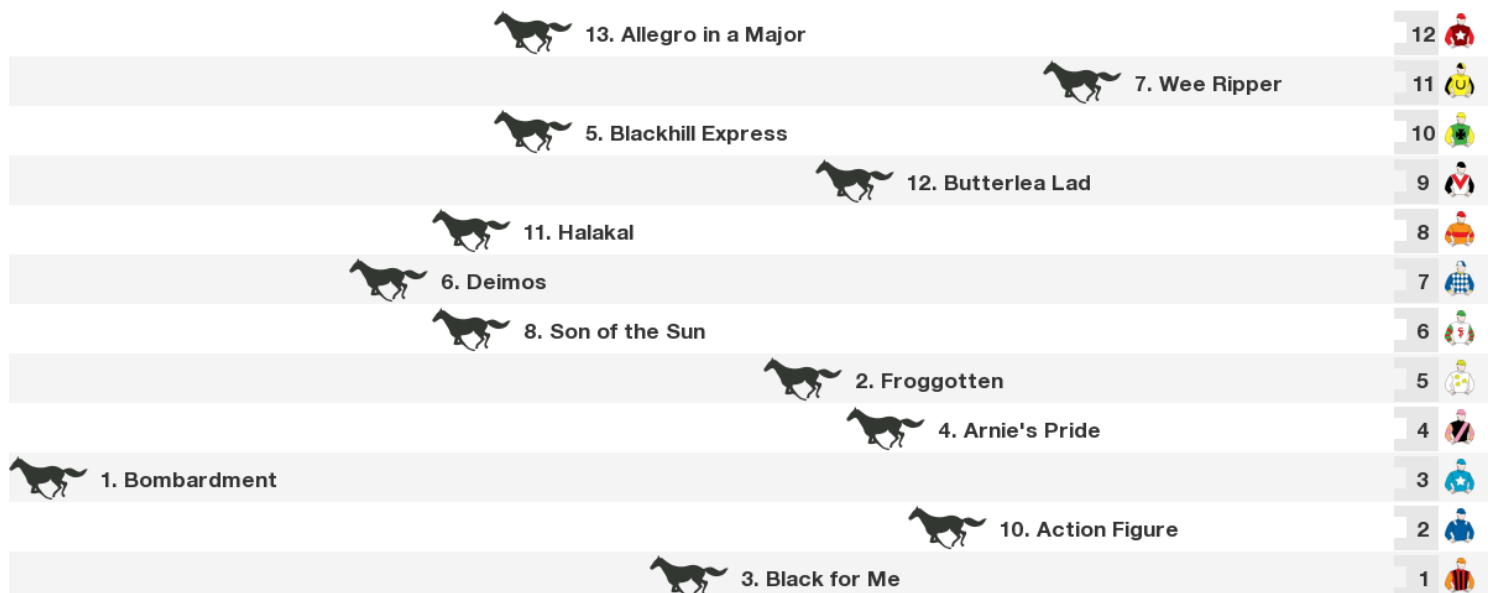 13. Allegro in a Major 12
7. Wee Ripper 11
5. Blackhill Express 10
12. Butterlea Lad 9
11. Halakal 8
6. Deimos 7
8. Son of the Sun 6
2. Froggotten 5
4. Arnie's Pride 4
1. Bombardment 3
10. Action Figure 2
3. Black for Me 1